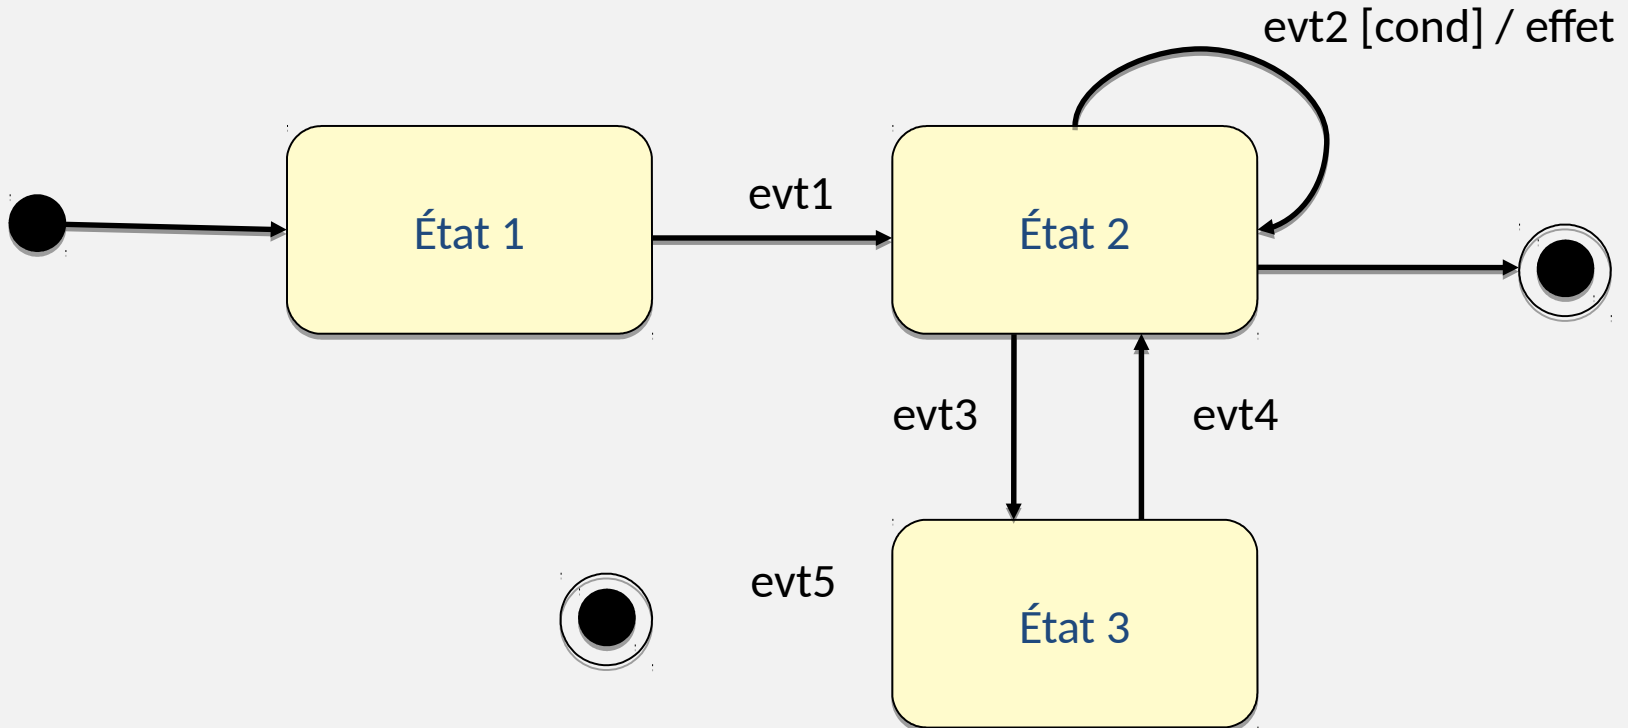 evt2 [cond] / effet
evt1
État 1
État 2
evt3
evt4
evt5
État 3